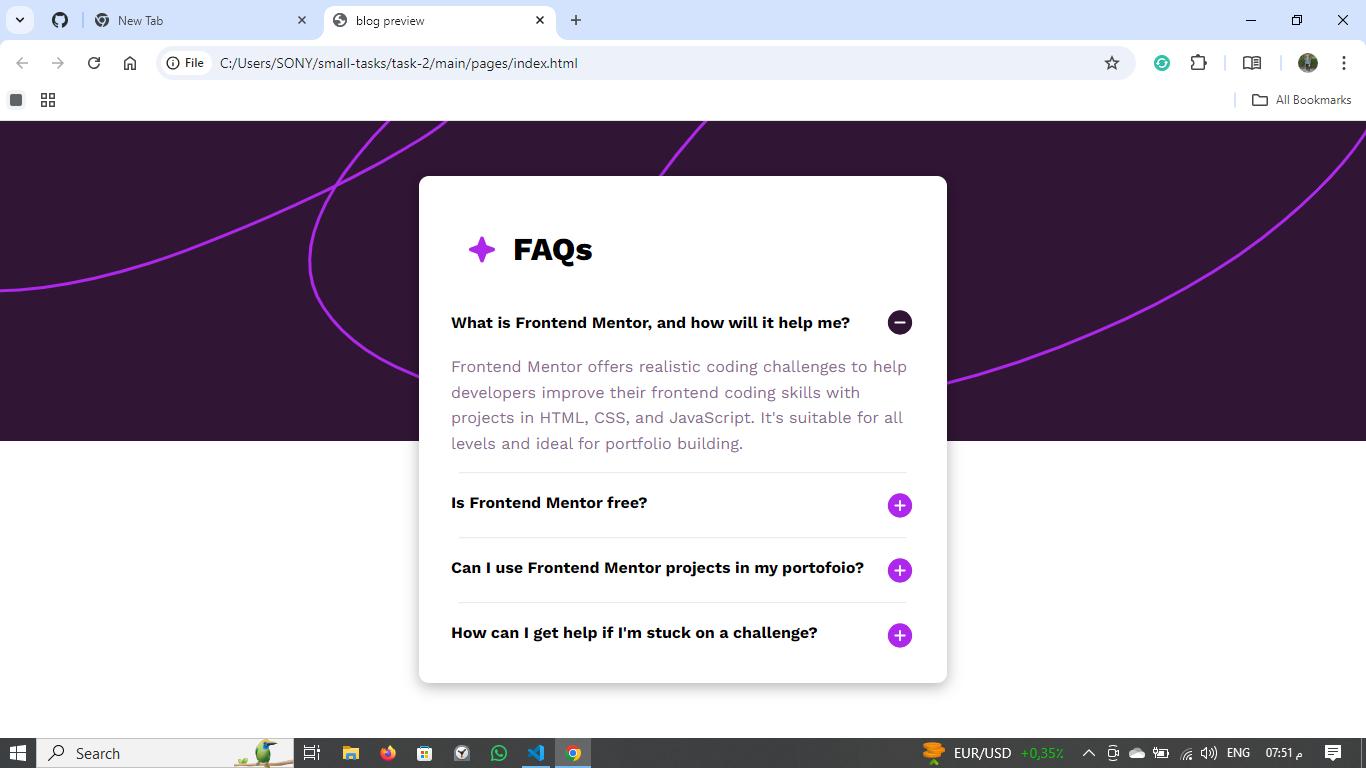 New Tab
blog preview
File
C:/Users/SONY/small-tasks/task-2/main/pages/index.html
All Bookmarks
FAQs
What is Frontend Mentor, and how will it help me?
Frontend Mentor offers realistic coding challenges to help
developers improve their frontend coding skills with
projects in HTML, CSS, and JavaScript. It's suitable for all
levels and ideal for portfolio building.
Is Frontend Mentor free?
Can I use Frontend Mentor projects in my portofoio?
How can I get help if I'm stuck on a challenge?
Search
EUR/USD +0,35%
ENG
07:51 م